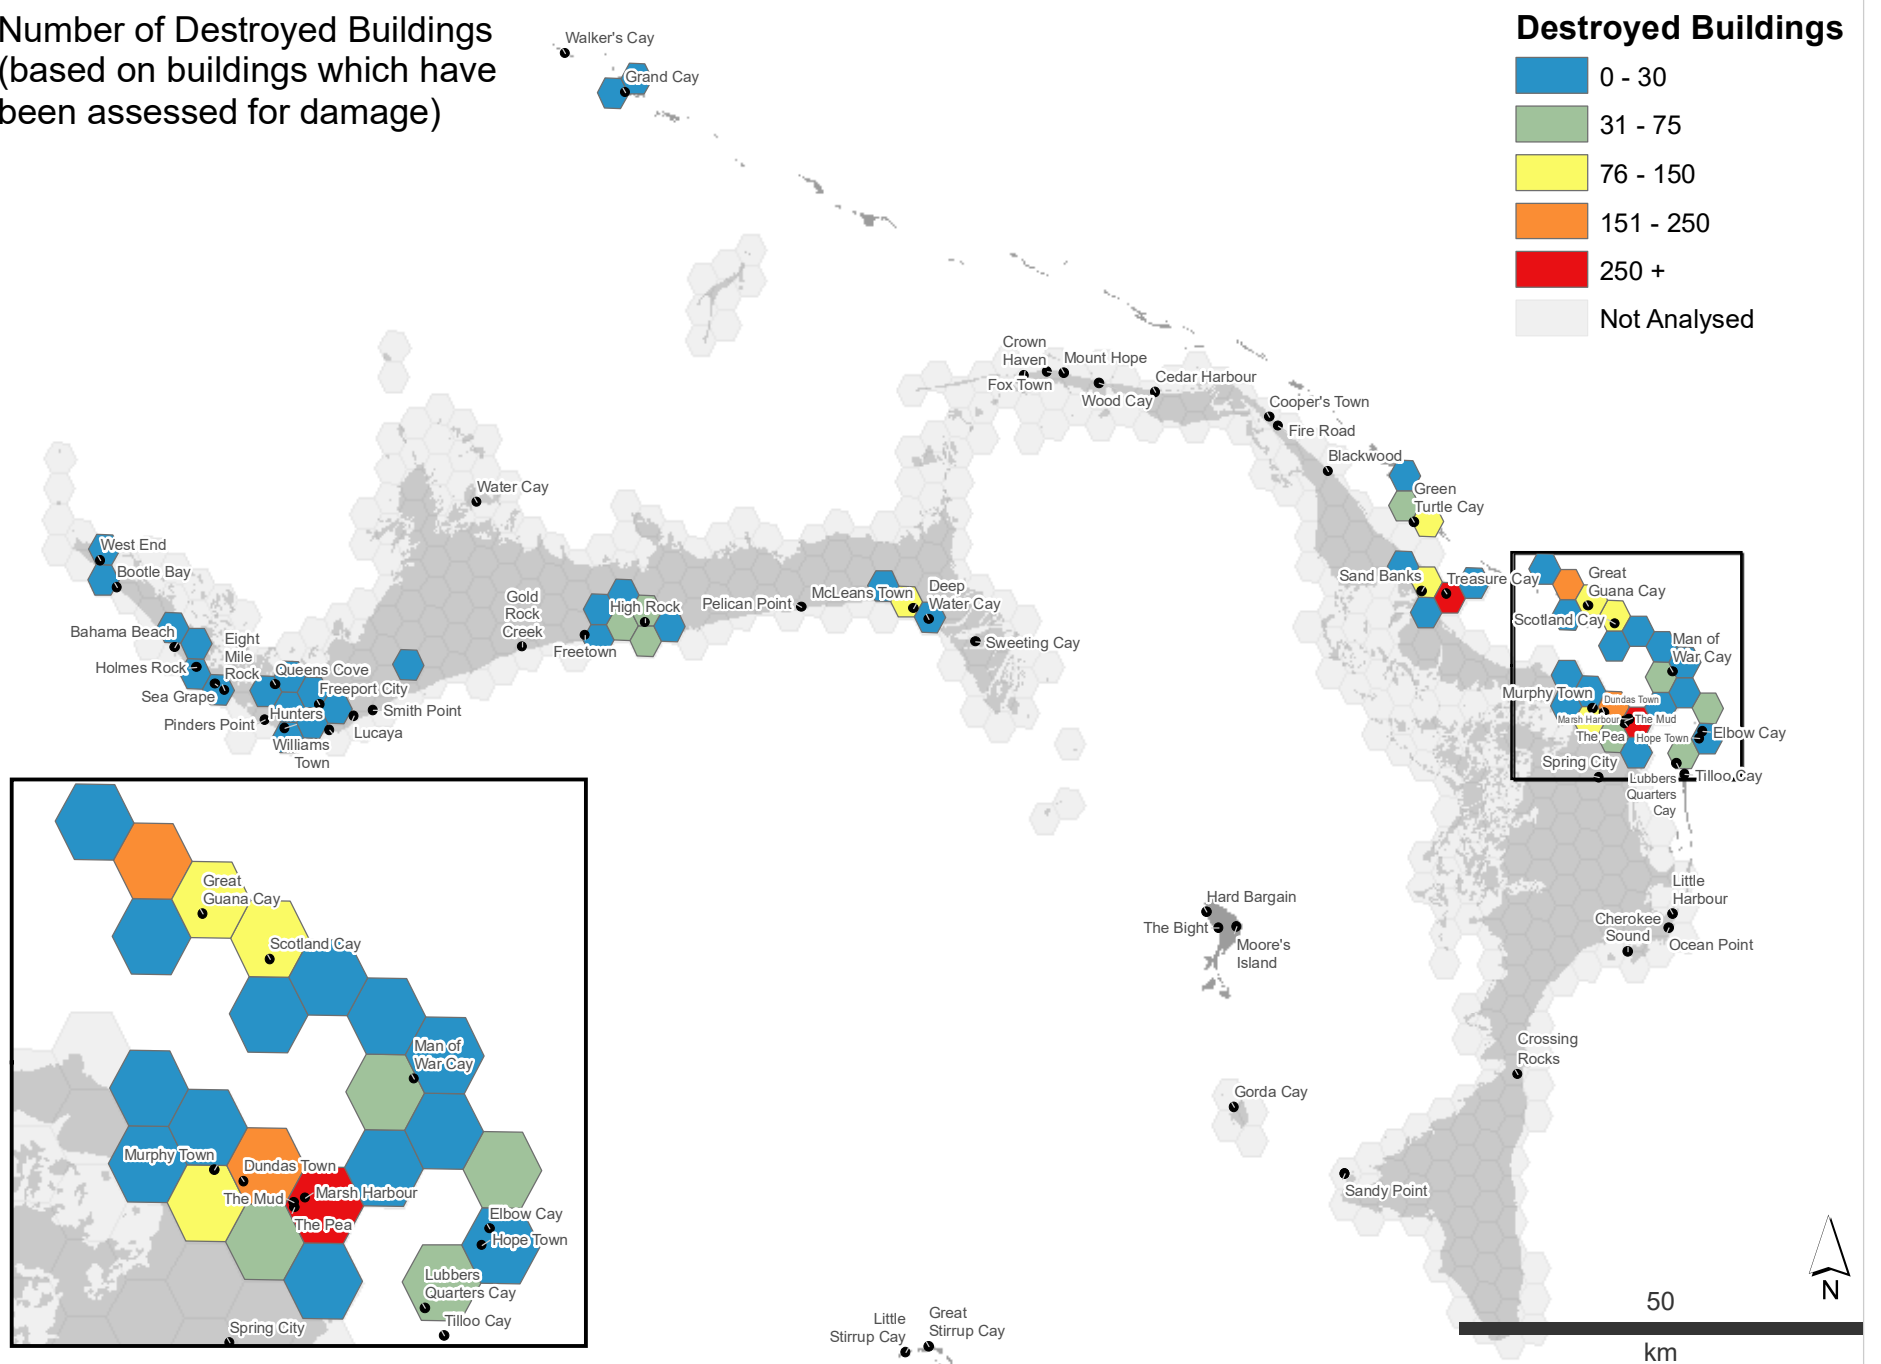 Number of Destroyed Buildings
(based on buildings which have
been assessed for damage)
Destroyed Buildings
0 - 30
31 - 75
76 - 150
151 - 250
250 +
Not Analysed
Walker's Cay
Grand Cay
Crown
Haven
Mount Hope
Fox Town
Wood Cay
Cedar Harbour
Cooper's Town
Fire Road
Blackwood
Green
Turtle Cay
Sand Banks
Treasure Cay
Great
Guana Cay
Scotland Cay
Man of
War Cay
Murphy Town
Dundas Town
Marsh Harbour
The Mud
The Pea
Hope Town
Elbow Cay
Spring City
Lubbers
Quarters
Cay
Tilloo Cay
Water Cay
West End
Bootle Bay
Bahama Beach
Holmes Rock
Eight
Mile
Rock
Sea Grape
Queens Cove
Freeport City
Pinders Point
Hunters
Williams
Town
Lucaya
Smith Point
Gold
Rock
Creek
High Rock
Freetown
Pelican Point
McLeans Town
Deep
Water Cay
Sweeting Cay
Little
Harbour
Cherokee
Sound
Ocean Point
Hard Bargain
The Bight
Moore's
Island
Crossing
Rocks
Gorda Cay
Sandy Point
Little
Stirrup Cay
Great
Stirrup Cay
Great
Guana Cay
Scotland Cay
Man of
War Cay
Murphy Town
Dundas Town
The Mud
Marsh Harbour
The Pea
Elbow Cay
Hope Town
Lubbers
Quarters Cay
Tilloo Cay
Spring City
N
50
km